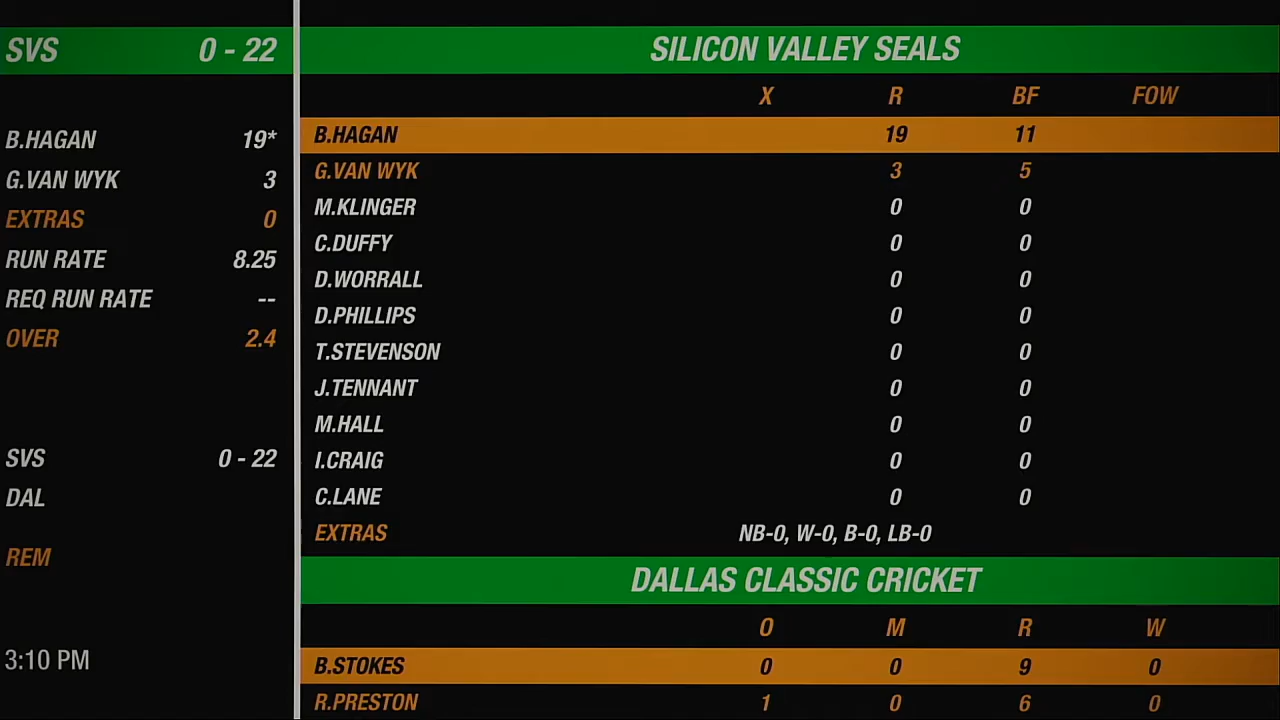 SVS 0 - 22
B.HAGAN 19*
G.VAN WYK 3
EXTRAS 0
RUN RATE 8.25
REQ RUN RATE --
OVER 2.4
SVS 0 - 22
DAL
REM
3:10 PM
SILICON VALLEY SEALS
X R BF FOW
B.HAGAN 19 11
G.VAN WYK 3 5
M.KLINGER 0 0
C.DUFFY 0 0
D.WORRALL 0 0
D.PHILLIPS 0 0
T.STEVENSON 0 0
J.TENNANT 0 0
M.HALL 0 0
I.CRAIG 0 0
C.LANE 0 0
EXTRAS NB-0, W-0, B-0, LB-0
DALLAS CLASSIC CRICKET
O M R W
B.STOKES 0 0 9 0
R.PRESTON 1 0 6 0